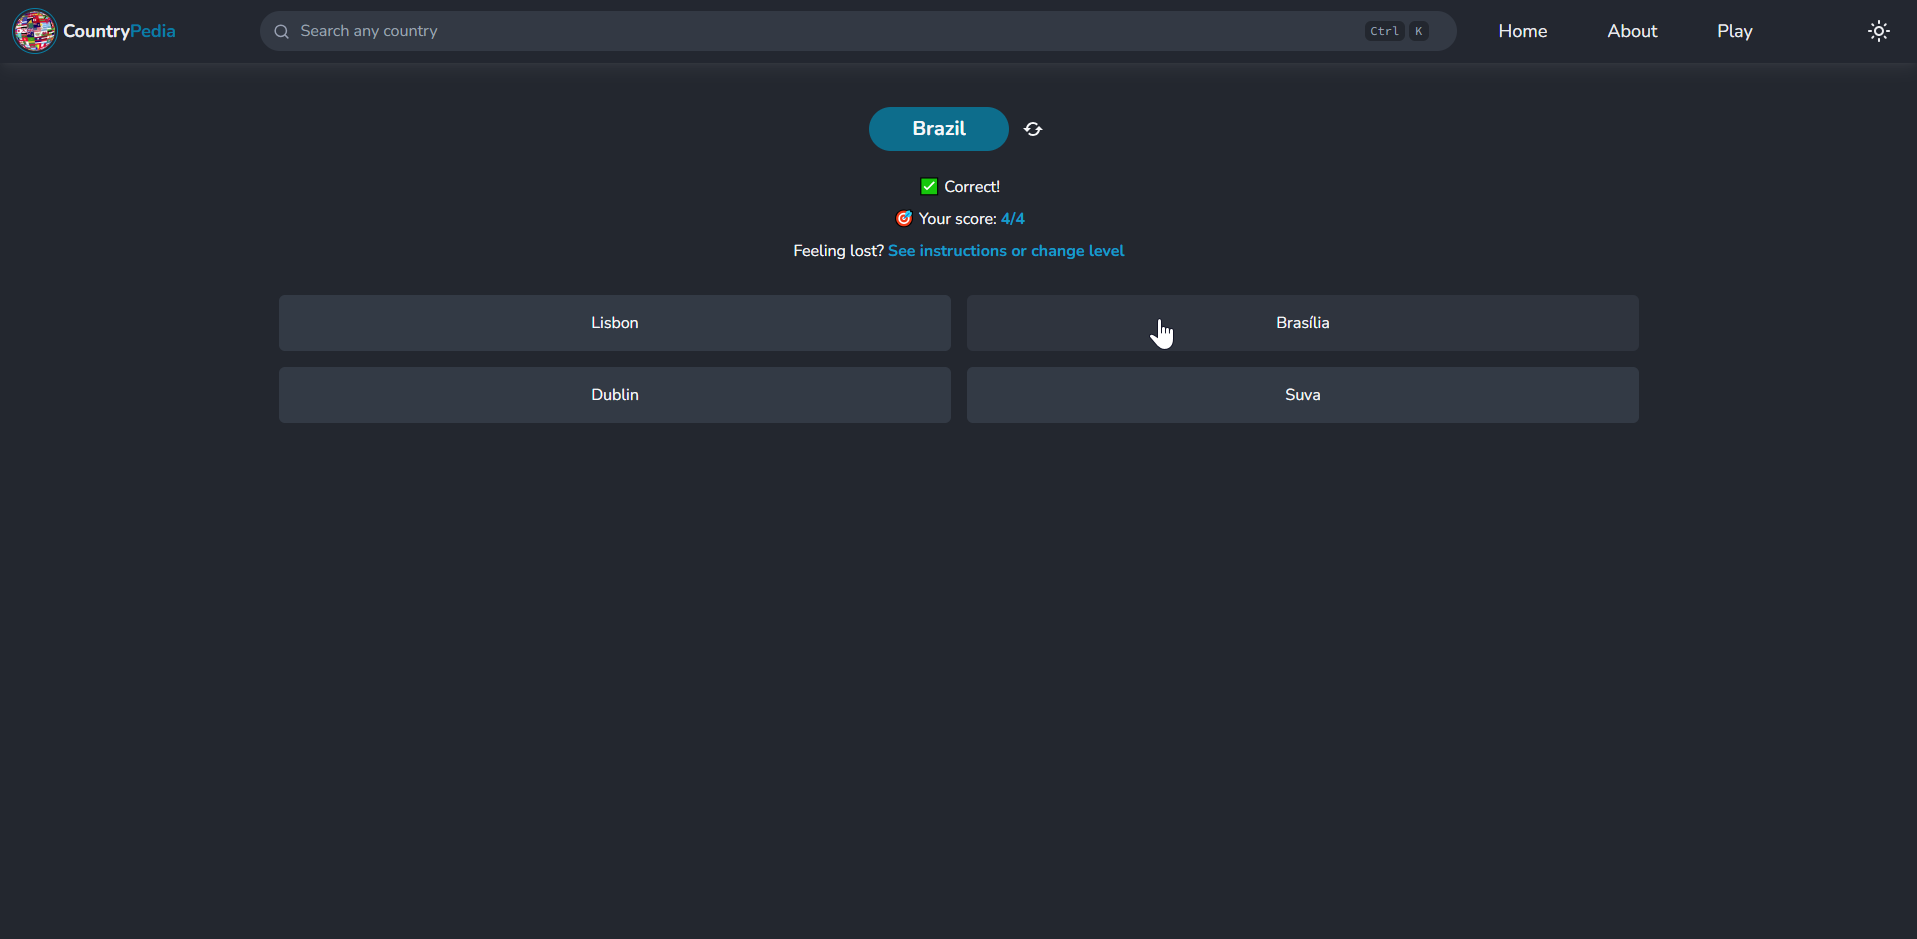 CountryPedia
Search any country
Ctrl K
Home
About
Play
Brazil
✅ Correct!
🎯 Your score: 4/4
Feeling lost? See instructions or change level
Lisbon
Brasília
Dublin
Suva